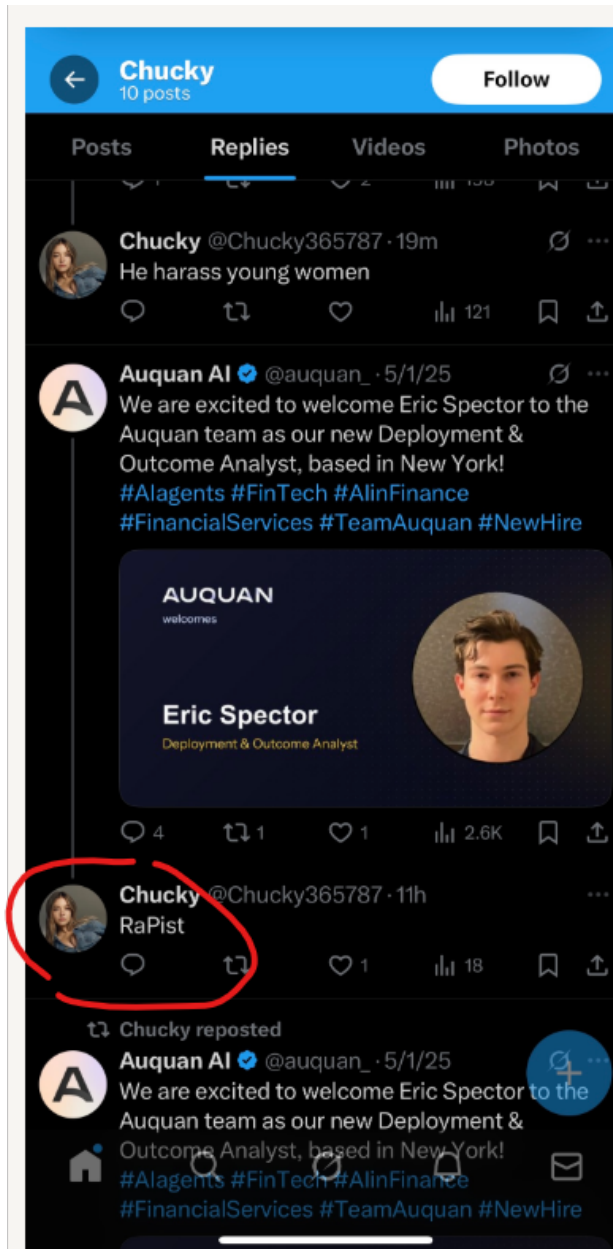 Chucky
10 posts
Follow
Posts Replies Videos Photos
Chucky @Chucky365787 · 19m
He harass young women
121
Auquan AI @auquan_ · 5/1/25
We are excited to welcome Eric Spector to the
Auquan team as our new Deployment &
Outcome Analyst, based in New York!
#AIagents #FinTech #AIinFinance
#FinancialServices #TeamAuquan #NewHire
AUQUAN
welcomes
Eric Spector
Deployment & Outcome Analyst
4 1 1 2.6K
Chucky @Chucky365787 · 11h
RaPist
1 18
Chucky reposted
Auquan AI @auquan_ · 5/1/25
We are excited to welcome Eric Spector to the
Auquan team as our new Deployment &
Outcome Analyst, based in New York!
#AIagents #FinTech #AIinFinance
#FinancialServices #TeamAuquan #NewHire